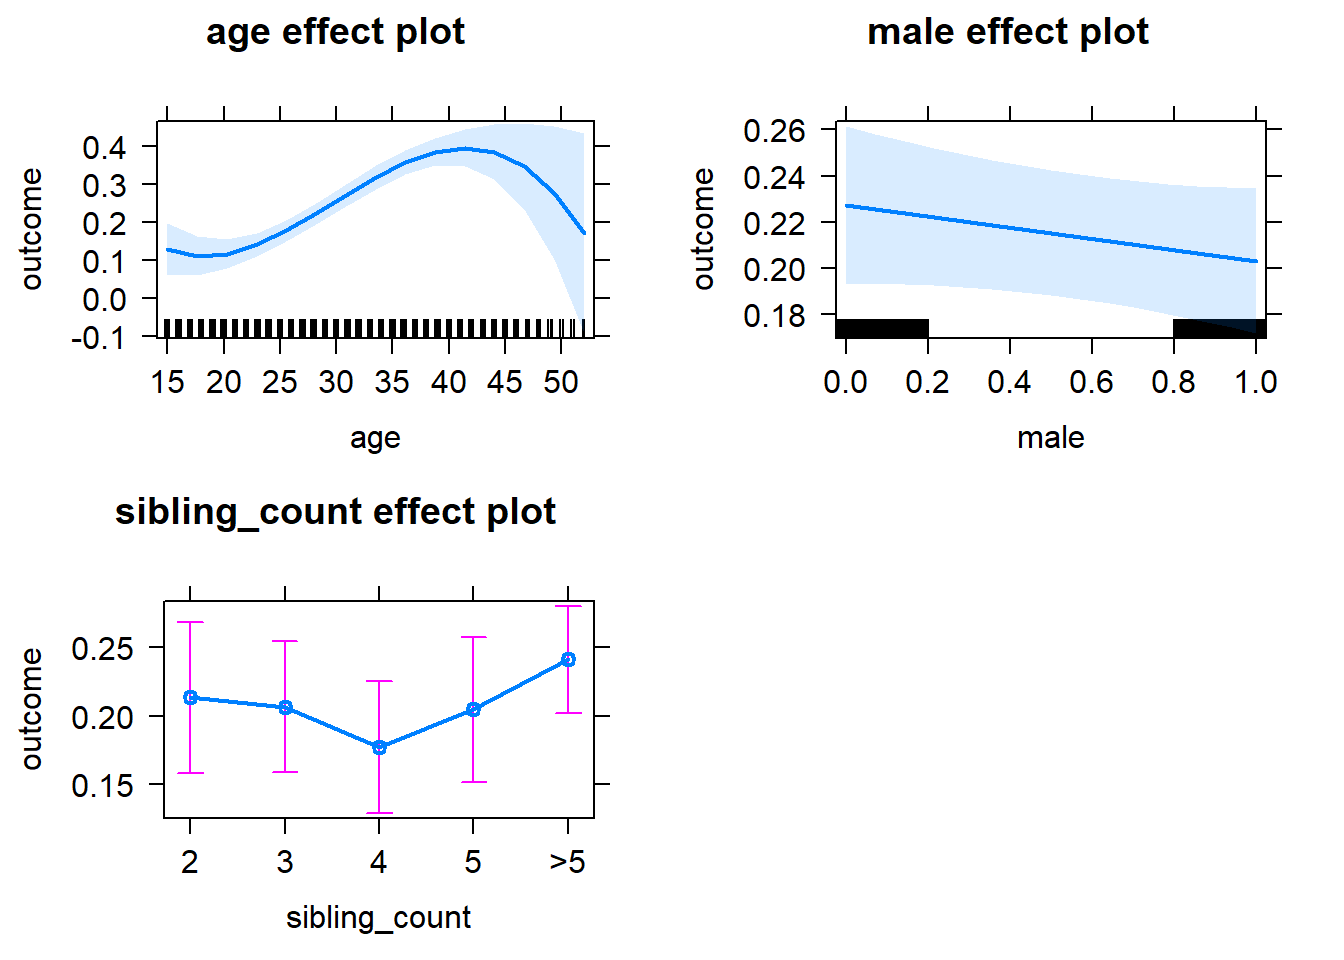 age effect plot
outcome
0.4
0.3
0.2
0.1
0.0
-0.1
15 20 25 30 35 40 45 50
age
male effect plot
outcome
0.26
0.24
0.22
0.20
0.18
0.0 0.2 0.4 0.6 0.8 1.0
male
sibling_count effect plot
outcome
0.25
0.20
0.15
2 3 4 5 >5
sibling_count